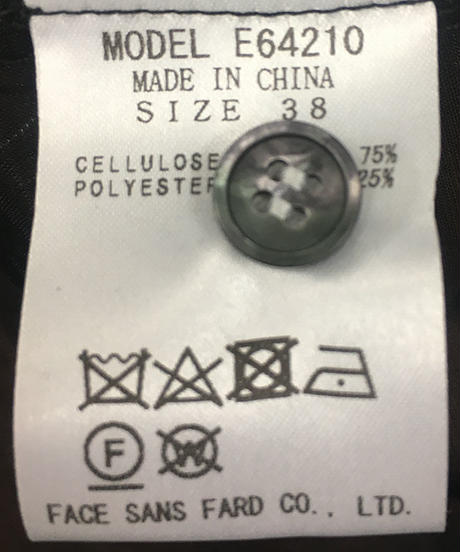 MODEL E64210
MADE IN CHINA
SIZE 38
CELLULOSE 75%
POLYESTER 25%
F
W
FACE SANS FARD CO., LTD.